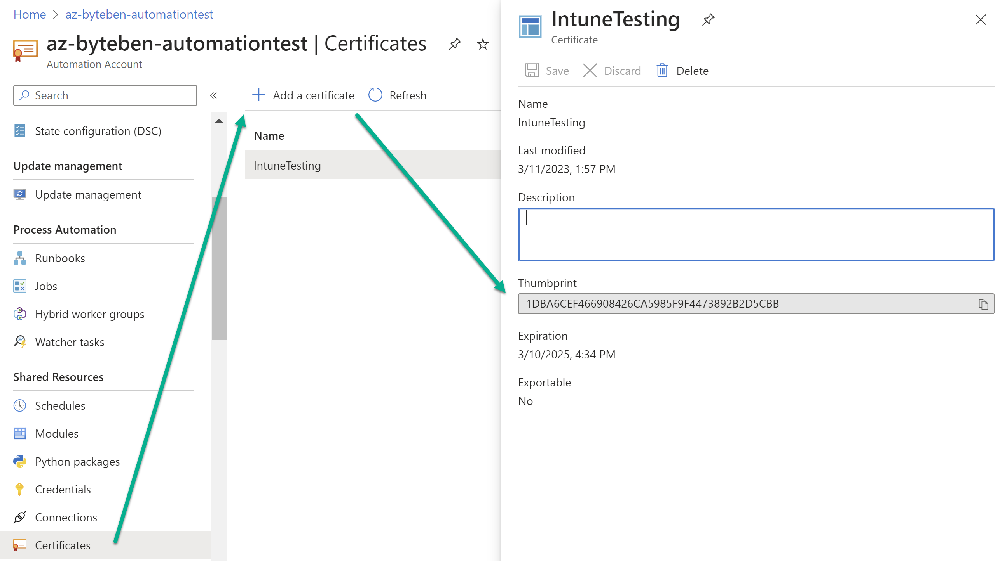 Home > az-byteben-automationtest
az-byteben-automationtest | Certificates
Automation Account
Search
«
State configuration (DSC)
Update management
Update management
Process Automation
Runbooks
Jobs
Hybrid worker groups
Watcher tasks
Shared Resources
Schedules
Modules
Python packages
Credentials
Connections
Certificates
Add a certificate
Refresh
Name
IntuneTesting
IntuneTesting
Certificate
Save
Discard
Delete
Name
IntuneTesting
Last modified
3/11/2023, 1:57 PM
Description
Thumbprint
1DBA6CEF466908426CA5985F9F4473892B2D5CBB
Expiration
3/10/2025, 4:34 PM
Exportable
No